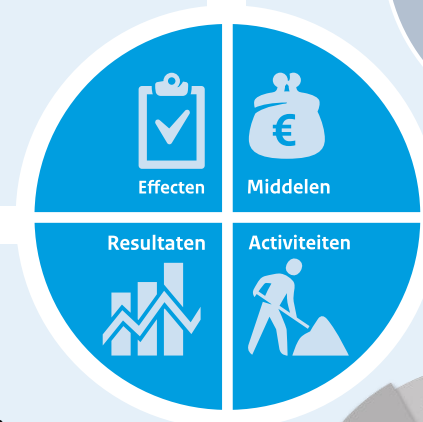 €
Effecten
Middelen
Resultaten
Activiteiten